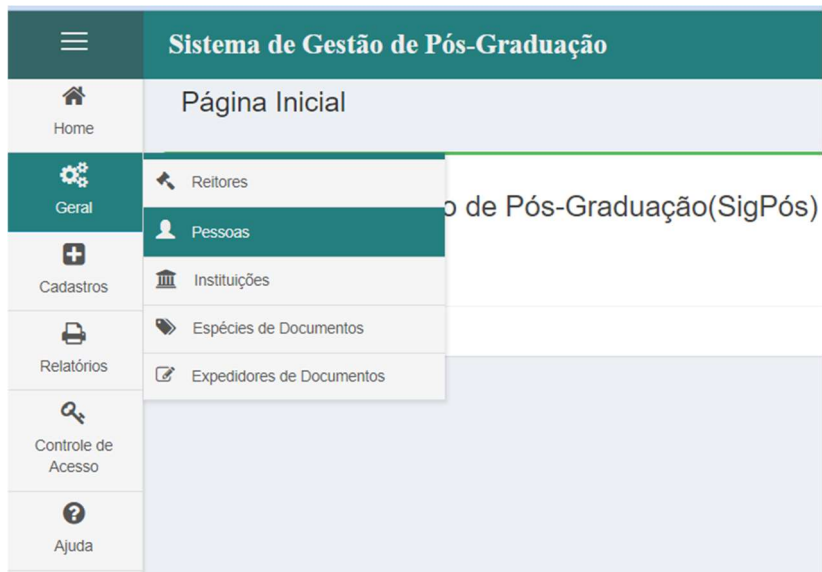 Sistema de Gestão de Pós-Graduação
Home
Página Inicial
Geral
Reitores
o de Pós-Graduação(SigPós)
Pessoas
Cadastros
Instituições
Espécies de Documentos
Relatórios
Expedidores de Documentos
Controle de
Acesso
Ajuda